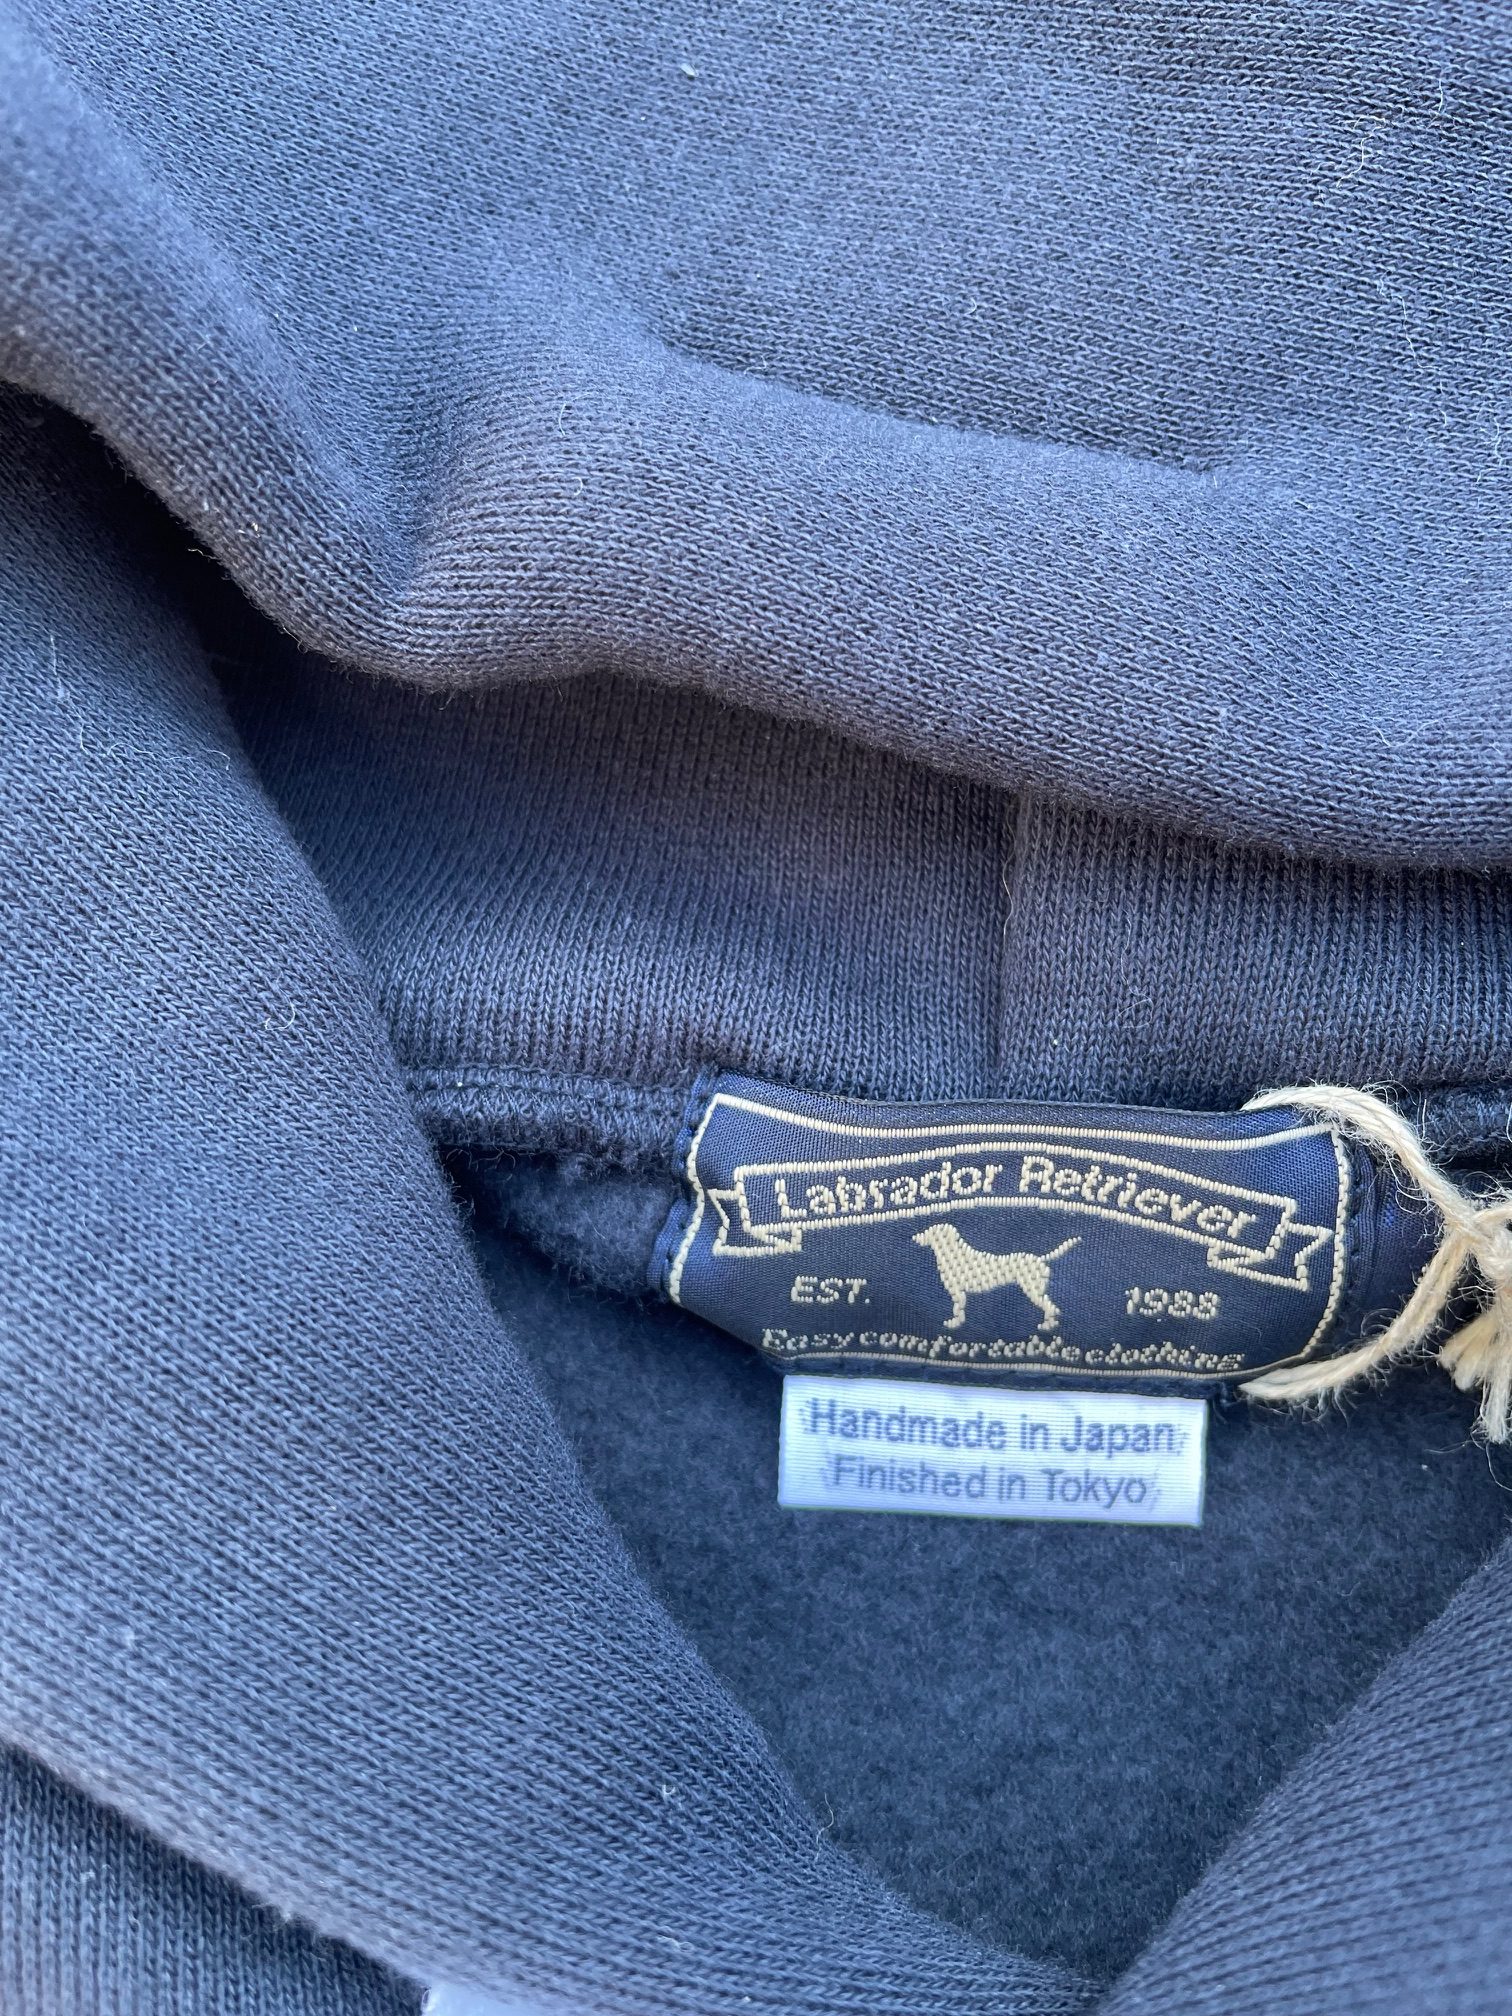 Labrador Retriever
EST. 1988
Easy comfortable clothing
Handmade in Japan
Finished in Tokyo